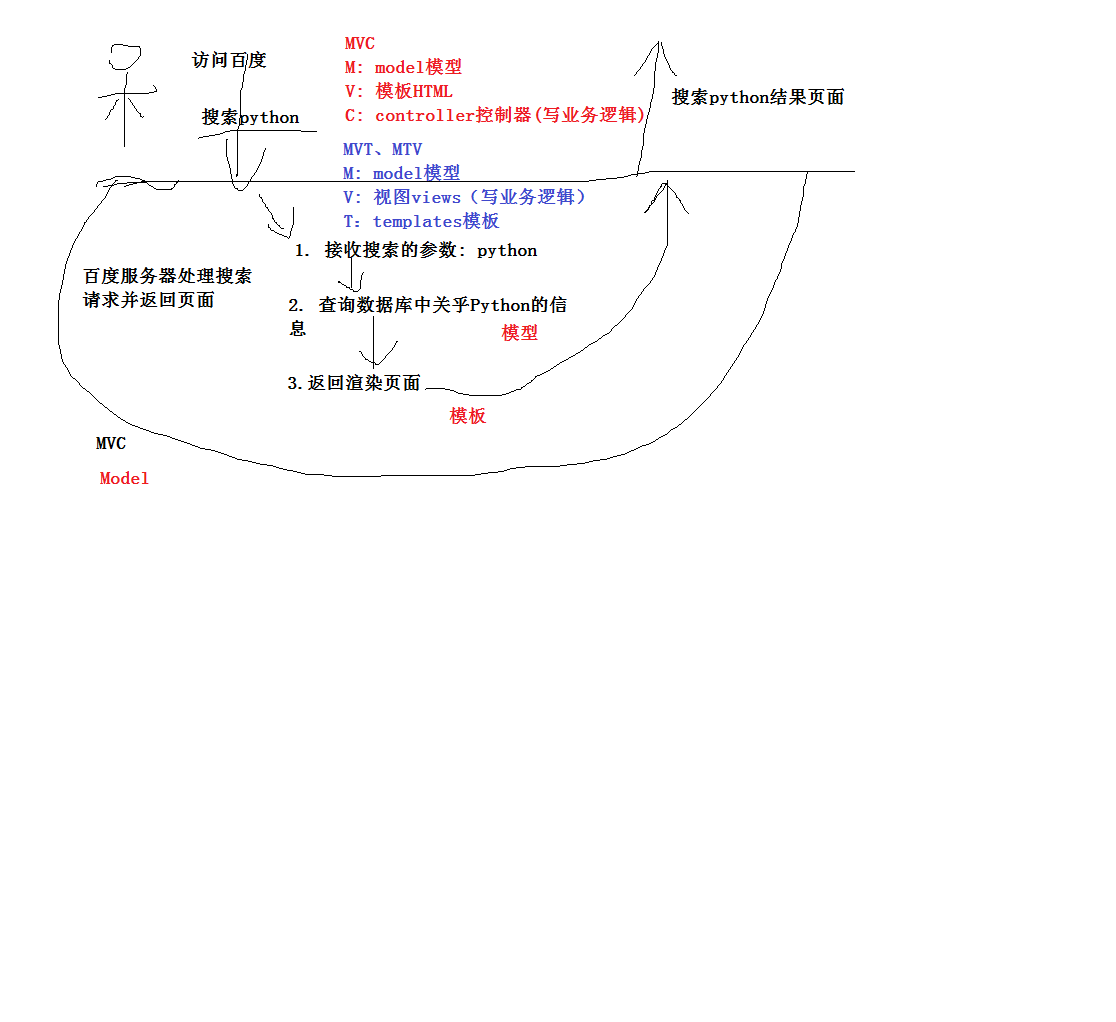 访问百度
搜索python
MVC
M: model模型
V: 模板HTML
C: controller控制器(写业务逻辑)
MVT、MTV
M: model模型
V: 视图views（写业务逻辑）
T: templates模板
搜索python结果页面
1. 接收搜索的参数: python
百度服务器处理搜索
请求并返回页面
2. 查询数据库中关乎Python的信
息
模型
3.返回渲染页面
模板
MVC
Model